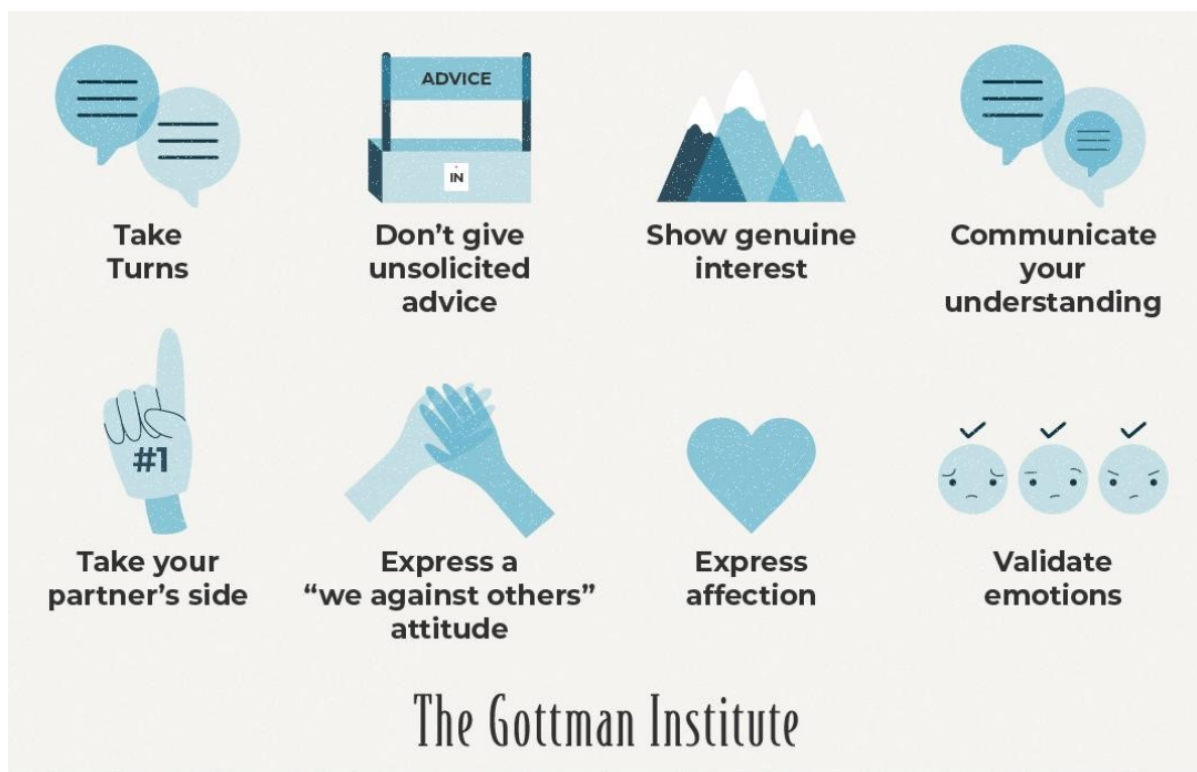 ADVICE
IN
Take
Turns
Don't give
unsolicited
advice
Show genuine
interest
Communicate
your
understanding
#1
Take your
partner's side
Express a
“we against others”
attitude
Express
affection
Validate
emotions
The Gottman Institute